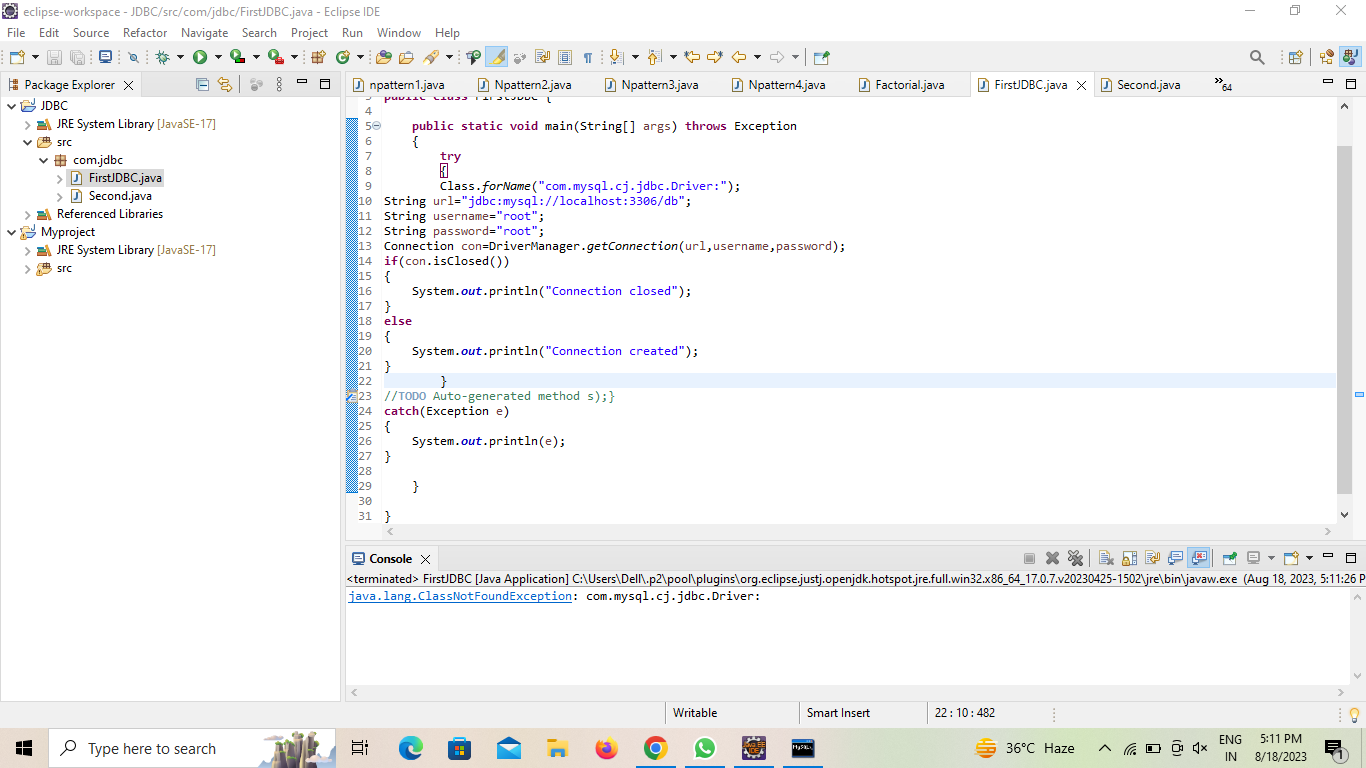 eclipse-workspace - JDBC/src/com/jdbc/FirstJDBC.java - Eclipse IDE
File Edit Source Refactor Navigate Search Project Run Window Help
Package Explorer
JDBC
JRE System Library [JavaSE-17]
src
com.jdbc
FirstJDBC.java
Second.java
Referenced Libraries
Myproject
JRE System Library [JavaSE-17]
src
npattern1.java Npattern2.java Npattern3.java Npattern4.java Factorial.java FirstJDBC.java Second.java 64
3 public class FirstJDBC {
4
5 public static void main(String[] args) throws Exception
6 {
7 try
8 {
9 Class.forName("com.mysql.cj.jdbc.Driver:");
10 String url="jdbc:mysql://localhost:3306/db";
11 String username="root";
12 String password="root";
13 Connection con=DriverManager.getConnection(url,username,password);
14 if(con.isClosed())
15 {
16 System.out.println("Connection closed");
17 }
18 else
19 {
20 System.out.println("Connection created");
21 }
22 }
23 //TODO Auto-generated method s);}
24 catch(Exception e)
25 {
26 System.out.println(e);
27 }
28
29 }
30
31 }
Console
<terminated> FirstJDBC [Java Application] C:\Users\Dell\.p2\pool\plugins\org.eclipse.justj.openjdk.hotspot.jre.full.win32.x86_64_17.0.7.v20230425-1502\jre\bin\javaw.exe (Aug 18, 2023, 5:11:26 P
java.lang.ClassNotFoundException: com.mysql.cj.jdbc.Driver:
Writable Smart Insert 22 : 10 : 482
Type here to search
36°C Haze
ENG
IN
5:11 PM
8/18/2023
1